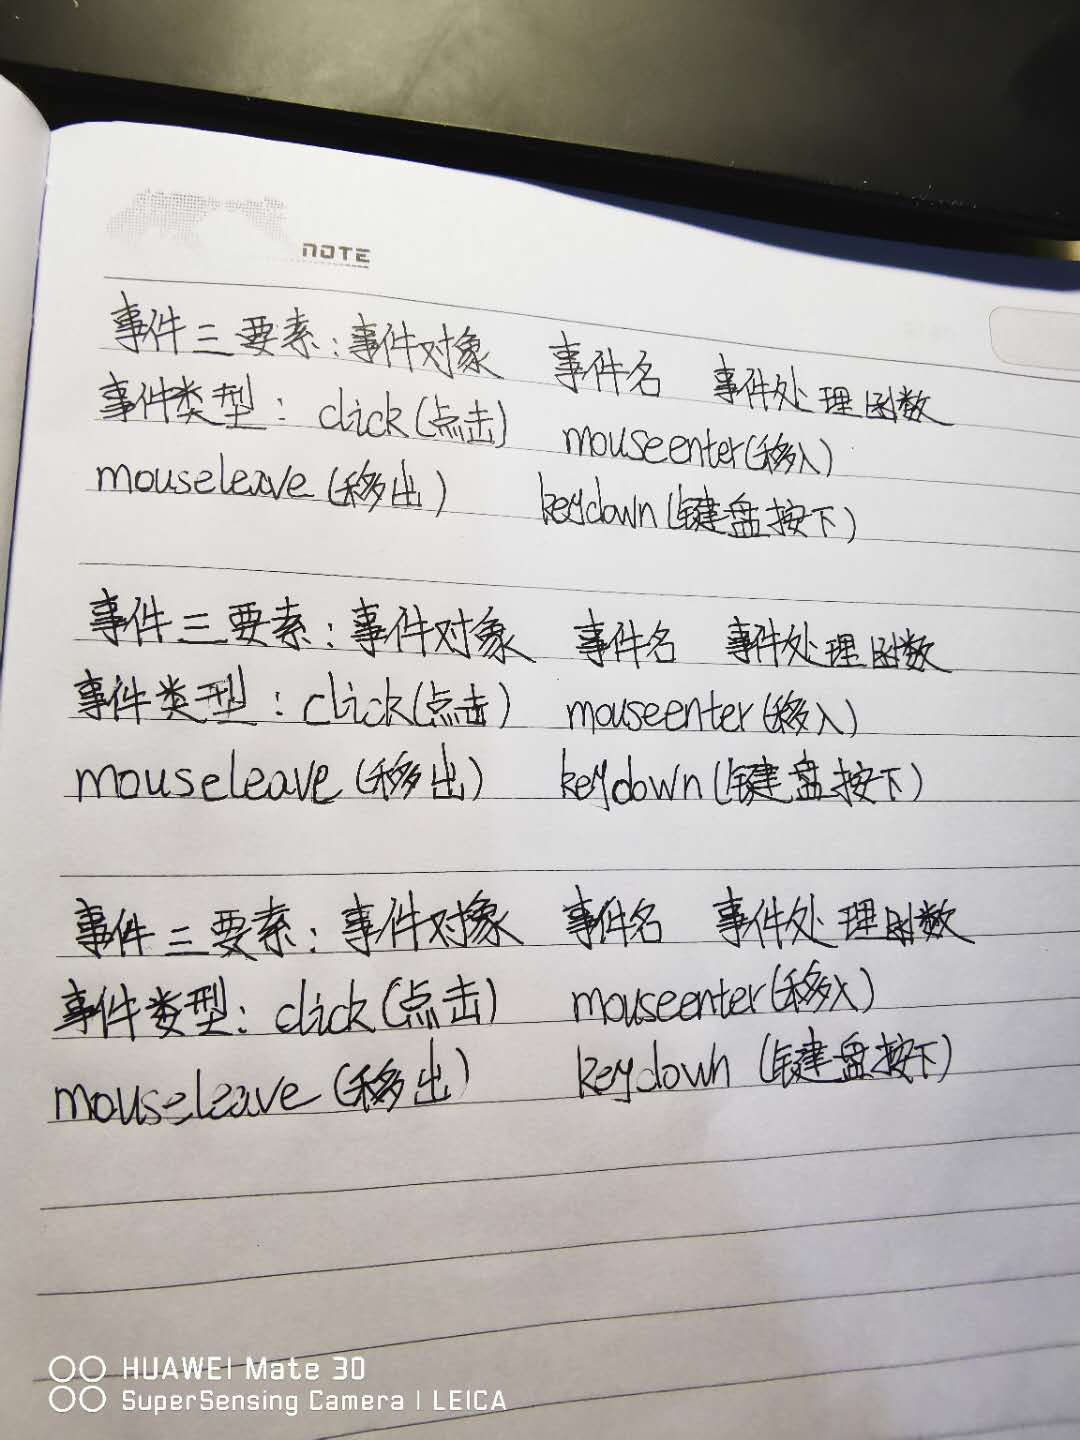 NOTE
事件三要素：事件对象 事件名 事件处理函数
事件类型：click(点击) mouseenter(移入)
mouseleave(移出) keydown(键盘按下)
事件三要素：事件对象 事件名 事件处理函数
事件类型：click(点击) mouseenter(移入)
mouseleave(移出) keydown(键盘按下)
事件三要素：事件对象 事件名 事件处理函数
事件类型：click(点击) mouseenter(移入)
mouseleave(移出) keydown(键盘按下)
HUAWEI Mate 30
SuperSensing Camera | LEICA